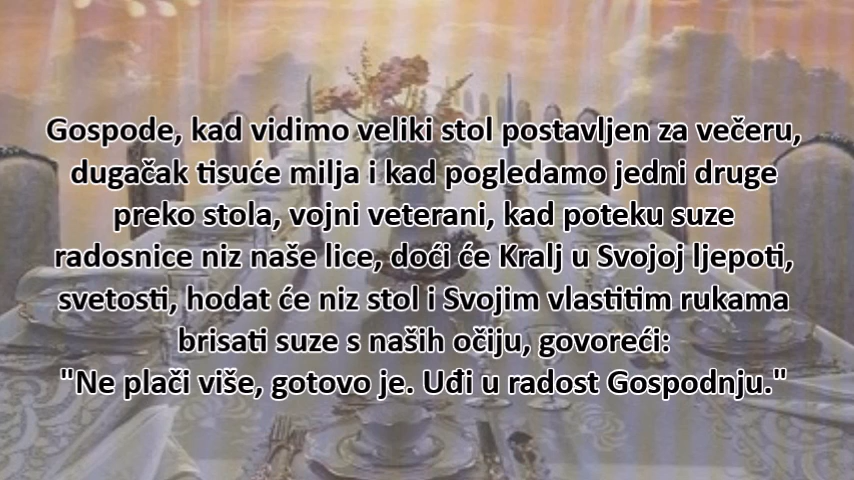 Gospode, kad vidimo veliki stol postavljen za večeru,
dugačak tisuće milja i kad pogledamo jedni druge
preko stola, vojni veterani, kad poteku suze
radosnice niz naše lice, doći će Kralj u Svojoj ljepoti,
svetosti, hodat će niz stol i Svojim vlastitim rukama
brisati suze s naših očiju, govoreći:
"Ne plači više, gotovo je. Uđi u radost Gospodnju."